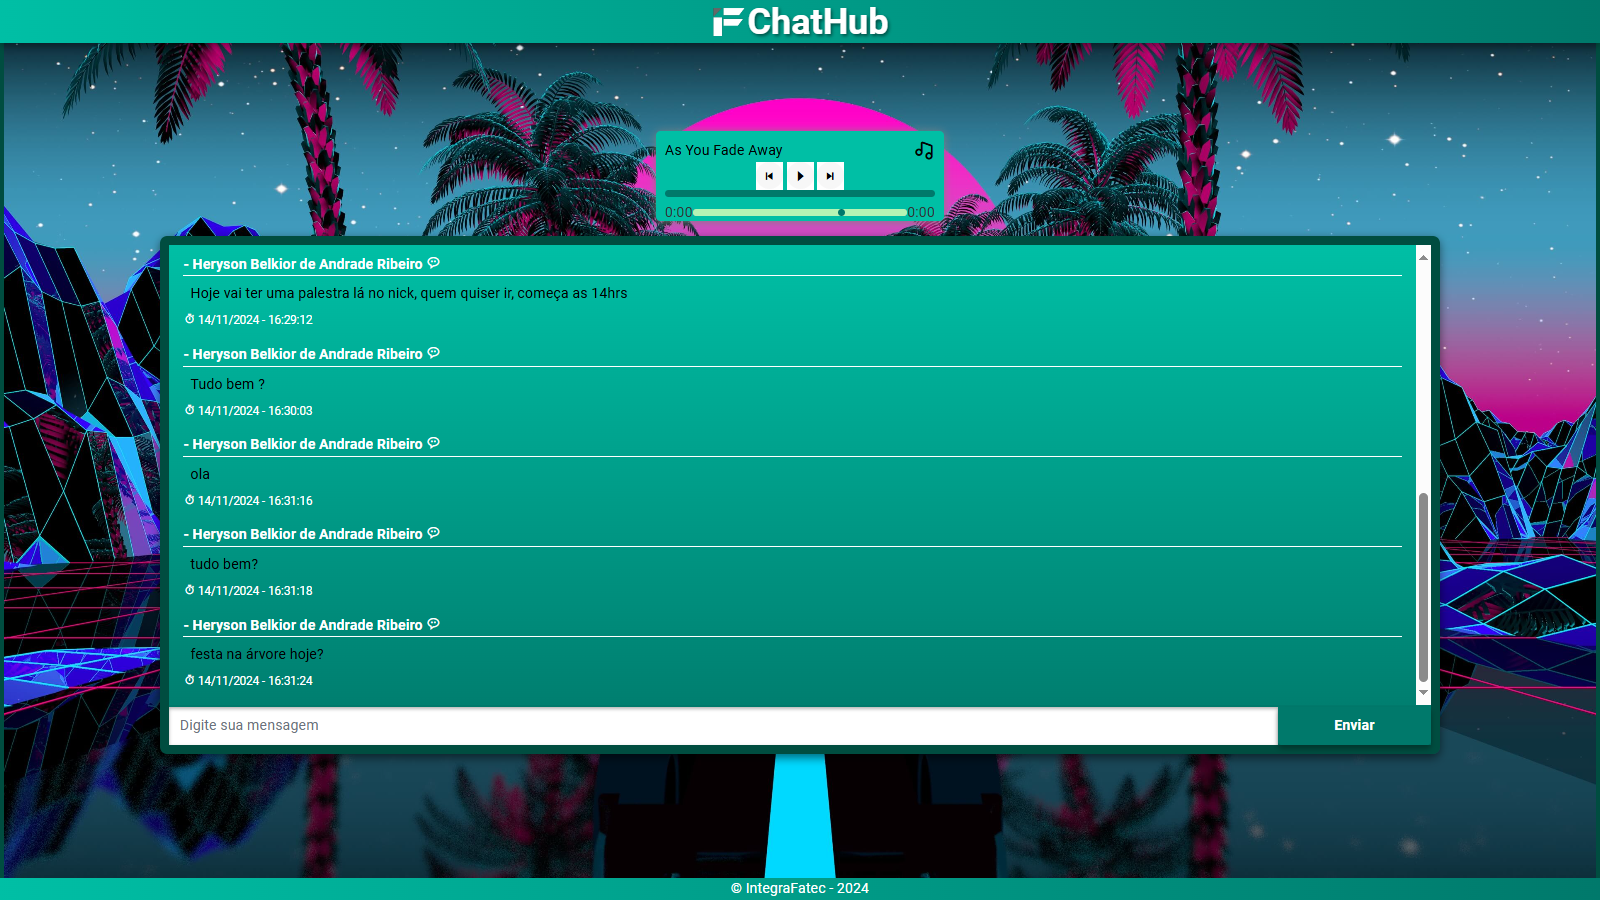 ChatHub
As You Fade Away
0:00 0:00
- Heryson Belkior de Andrade Ribeiro
Hoje vai ter uma palestra lá no nick, quem quiser ir, começa as 14hrs
14/11/2024 - 16:29:12
- Heryson Belkior de Andrade Ribeiro
Tudo bem ?
14/11/2024 - 16:30:03
- Heryson Belkior de Andrade Ribeiro
ola
14/11/2024 - 16:31:16
- Heryson Belkior de Andrade Ribeiro
tudo bem?
14/11/2024 - 16:31:18
- Heryson Belkior de Andrade Ribeiro
festa na árvore hoje?
14/11/2024 - 16:31:24
Digite sua mensagem Enviar
© IntegraFatec - 2024